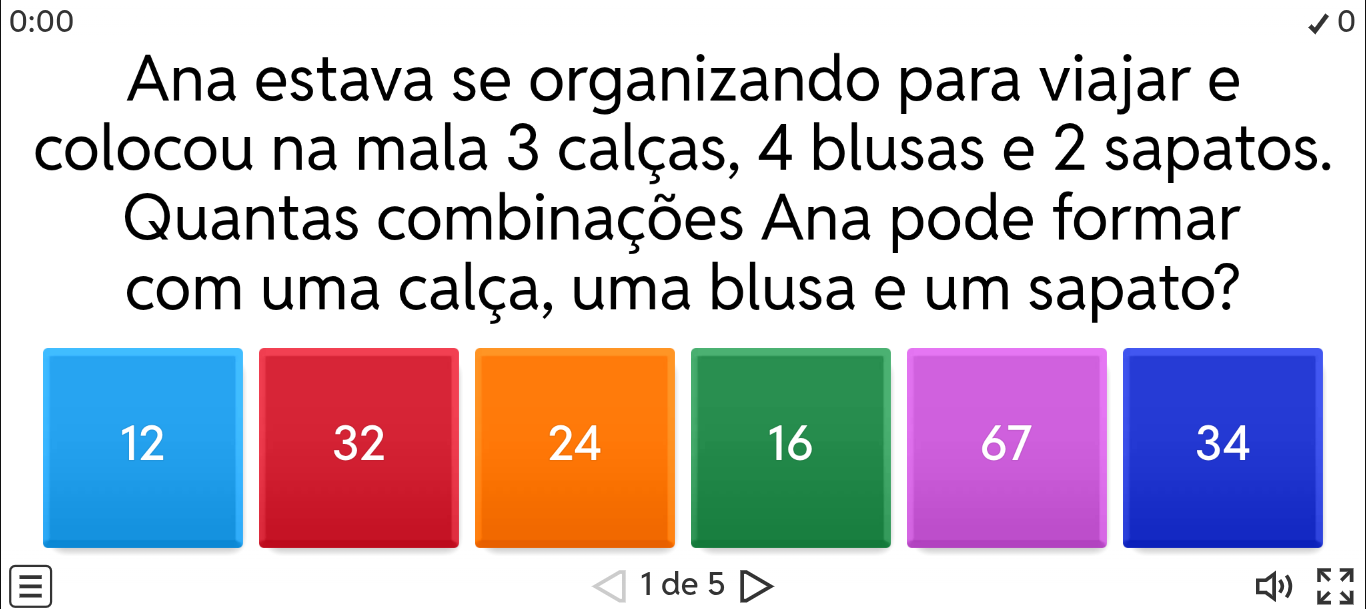 0:00
✓ 0
Ana estava se organizando para viajar e
colocou na mala 3 calças, 4 blusas e 2 sapatos.
Quantas combinações Ana pode formar
com uma calça, uma blusa e um sapato?
12
32
24
16
67
34
1 de 5